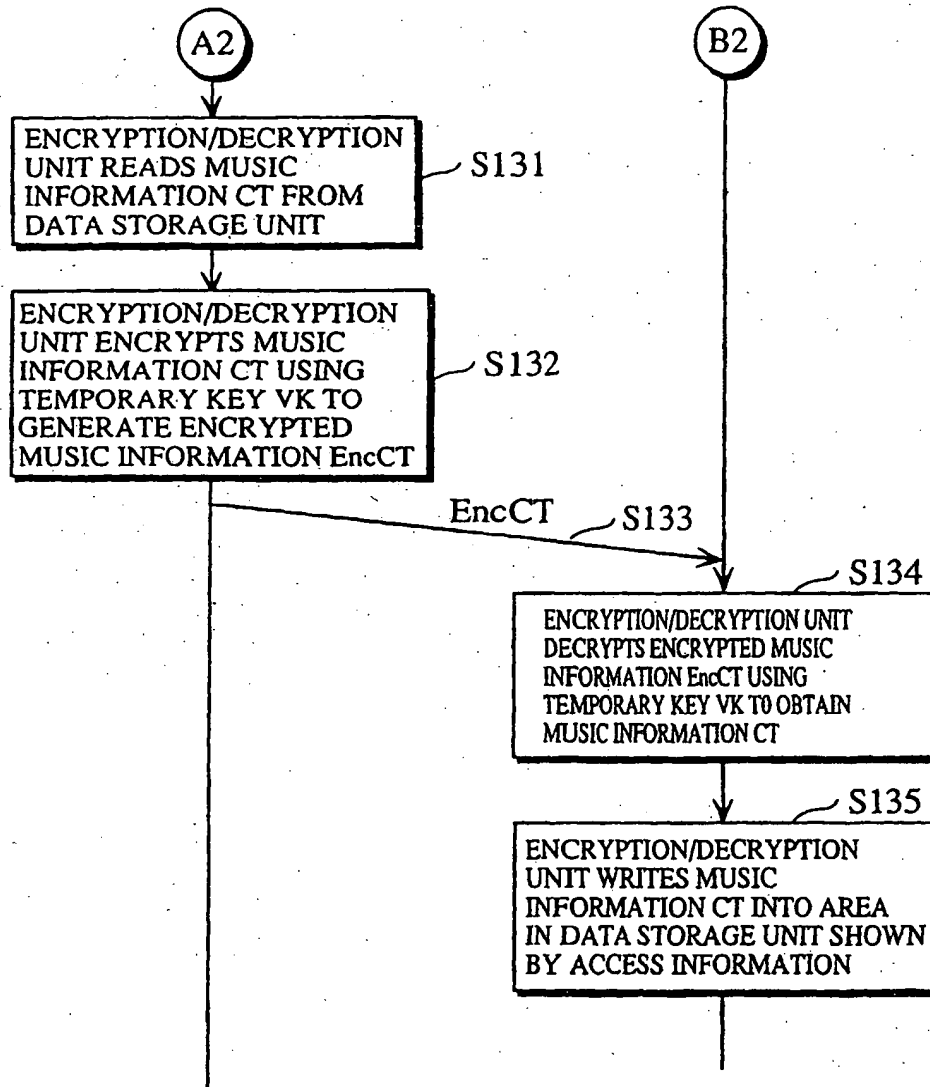 A2
B2
ENCRYPTION/DECRYPTION
UNIT READS MUSIC
INFORMATION CT FROM
DATA STORAGE UNIT
S131
ENCRYPTION/DECRYPTION
UNIT ENCRYPTS MUSIC
INFORMATION CT USING
TEMPORARY KEY VK TO
GENERATE ENCRYPTED
MUSIC INFORMATION EncCT
S132
EncCT
S133
S134
ENCRYPTION/DECRYPTION UNIT
DECRYPTS ENCRYPTED MUSIC
INFORMATION EncCT USING
TEMPORARY KEY VK T0 OBTAIN
MUSIC INFORMATION CT
S135
ENCRYPTION/DECRYPTION
UNIT WRITES MUSIC
INFORMATION CT INTO AREA
IN DATA STORAGE UNIT SHOWN
BY ACCESS INFORMATION